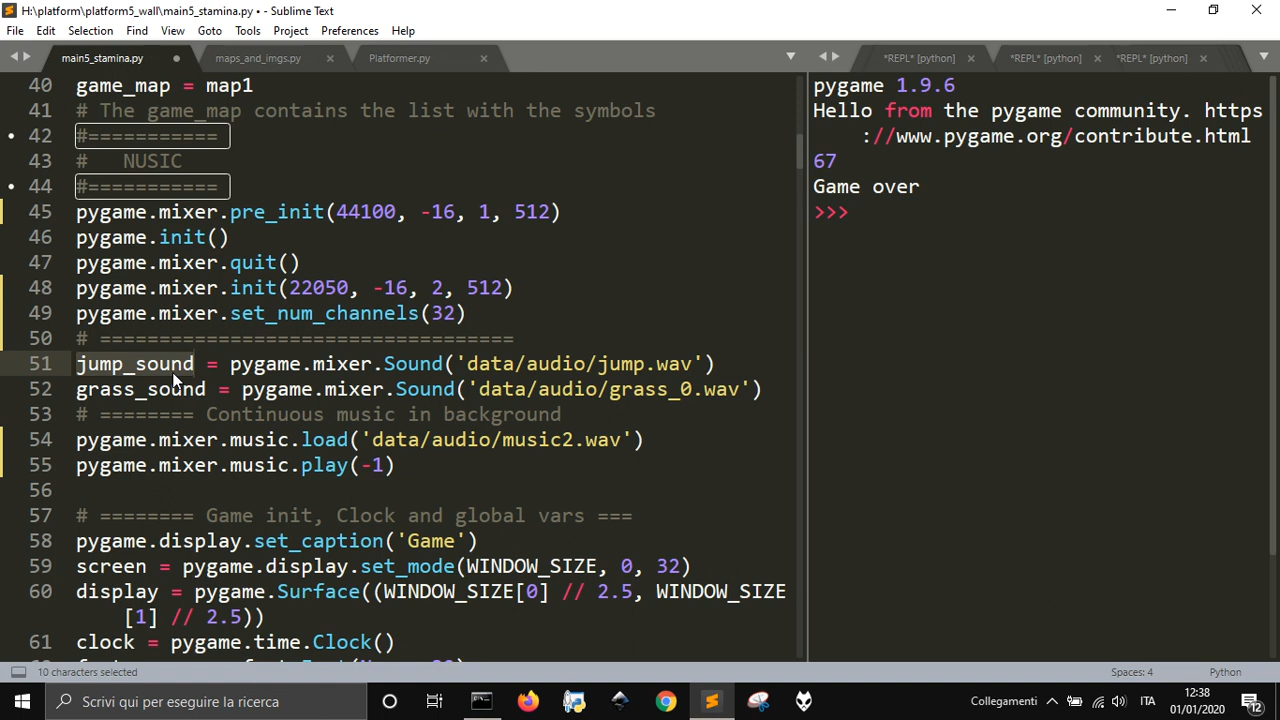 H:\platform\platform5_wall\main5_stamina.py • - Sublime Text
File Edit Selection Find View Goto Tools Project Preferences Help
main5_stamina.py maps_and_imgs.py Platformer.py *REPL* [python] *REPL* [python] *REPL* [python]
40 game_map = map1
41 # The game_map contains the list with the symbols
42 #===========
43 #   NUSIC
44 #===========
45 pygame.mixer.pre_init(44100, -16, 1, 512)
46 pygame.init()
47 pygame.mixer.quit()
48 pygame.mixer.init(22050, -16, 2, 512)
49 pygame.mixer.set_num_channels(32)
50 # ===================================
51 jump_sound = pygame.mixer.Sound('data/audio/jump.wav')
52 grass_sound = pygame.mixer.Sound('data/audio/grass_0.wav')
53 # ======== Continuous music in background
54 pygame.mixer.music.load('data/audio/music2.wav')
55 pygame.mixer.music.play(-1)
56
57 # ======== Game init, Clock and global vars ===
58 pygame.display.set_caption('Game')
59 screen = pygame.display.set_mode(WINDOW_SIZE, 0, 32)
60 display = pygame.Surface((WINDOW_SIZE[0] // 2.5, WINDOW_SIZE
[1] // 2.5))
61 clock = pygame.time.Clock()
pygame 1.9.6
Hello from the pygame community. https
://www.pygame.org/contribute.html
67
Game over
>>>
10 characters selected
Spaces: 4
Python
Scrivi qui per eseguire la ricerca
Collegamenti
ITA
12:38
01/01/2020
12